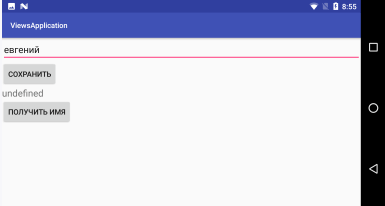 8:55
ViewsApplication
евгений
СОХРАНИТЬ
undefined
ПОЛУЧИТЬ ИМЯ